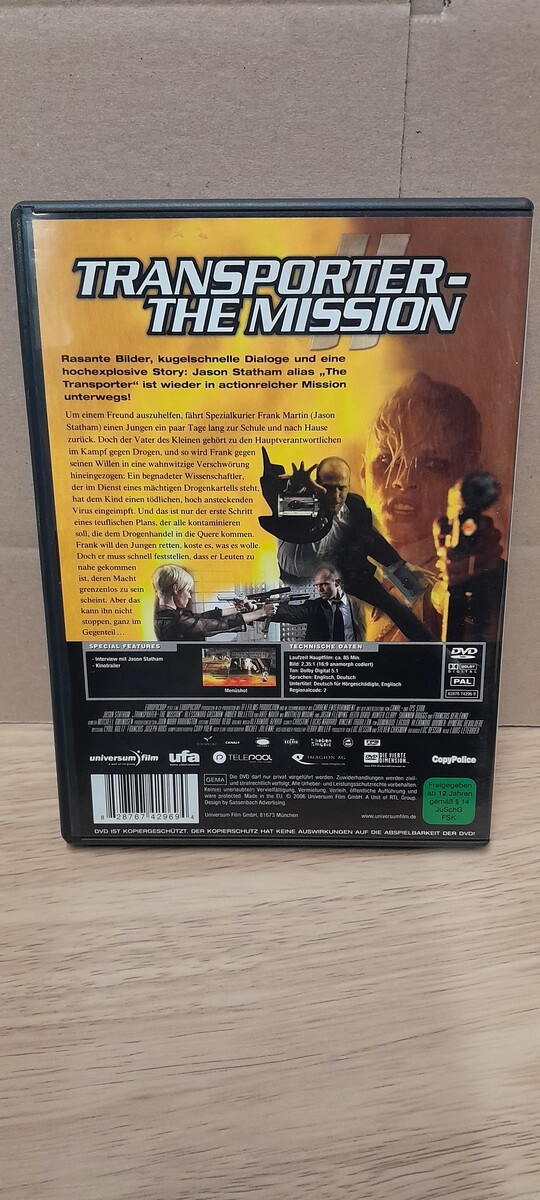 TRANSPORTER-
THE MISSION
Rasante Bilder, kugelschnelle Dialoge und eine
hochexplosive Story: Jason Statham alias „The
Transporter“ ist wieder in actionreicher Mission
unterwegs!
Um einem Freund auszuhelfen, fährt Spezialkurier Frank Martin (Jason
Statham) einen Jungen ein paar Tage lang zur Schule und nach Hause
zurück. Doch der Vater des Kleinen gehört zu den Hauptverantwortlichen
im Kampf gegen Drogen, und so wird Frank gegen
seinen Willen in eine wahnwitzige Verschwörung
hineingezogen: Ein begnadeter Wissenschaftler,
der im Dienst eines mächtigen Drogenkartells steht,
hat dem Kind einen tödlichen, hoch ansteckenden
Virus eingeimpft. Und das ist nur der erste Schritt
eines teuflischen Plans, der alle kontaminieren
soll, die dem Drogenhandel in die Quere kommen.
Frank will den Jungen retten, koste es, was es wolle.
Doch er muss schnell feststellen, dass er Leuten zu
nahe gekommen
ist, deren Macht
grenzenlos zu sein
scheint. Aber das
kann ihn nicht
stoppen, ganz im
Gegenteil ...
SPECIAL FEATURES
- Interview mit Jason Statham
- Kinotrailer
Menüshot
TECHNISCHE DATEN
Laufzeit Hauptfilm: ca. 85 Min.
Bild: 2,35:1 (16:9 anamorph codiert)
Ton: Dolby Digital 5.1
Sprachen: Englisch, Deutsch
Untertitel: Deutsch für Hörgeschädigte, Englisch
Regionalcode: 2
DVD
VIDEO
DOLBY
DIGITAL
PAL
82876 74296 9
universum film
ufa
TELEPOOL
IMAGION AG
DVD DIE VIERTE
DIMENSION
CopyPolice
GEMA
Die DVD darf nur privat vorgeführt werden. Zuwiderhandlungen werden zivil-
und strafrechtlich verfolgt. Alle Urheber- und Leistungsschutzrechte vorbehalten.
Kein(e) unerlaubte(r) Vervielfältigung, Vermietung, Verleih, öffentliche Aufführung und
Made in the EU. © 2006 Universum Film GmbH. A Unit of RTL Group.
Design by Sassenbach Advertising.
Universum Film GmbH, 81673 München
www.universumfilm.de
8 28767 42969 4
Freigegeben
ab 12 Jahren
gemäß § 14
JuSchG
FSK
DVD IST KOPIERGESCHÜTZT. DER KOPIERSCHUTZ HAT KEINE AUSWIRKUNGEN AUF DIE ABSPIELBARKEIT DER DVD!